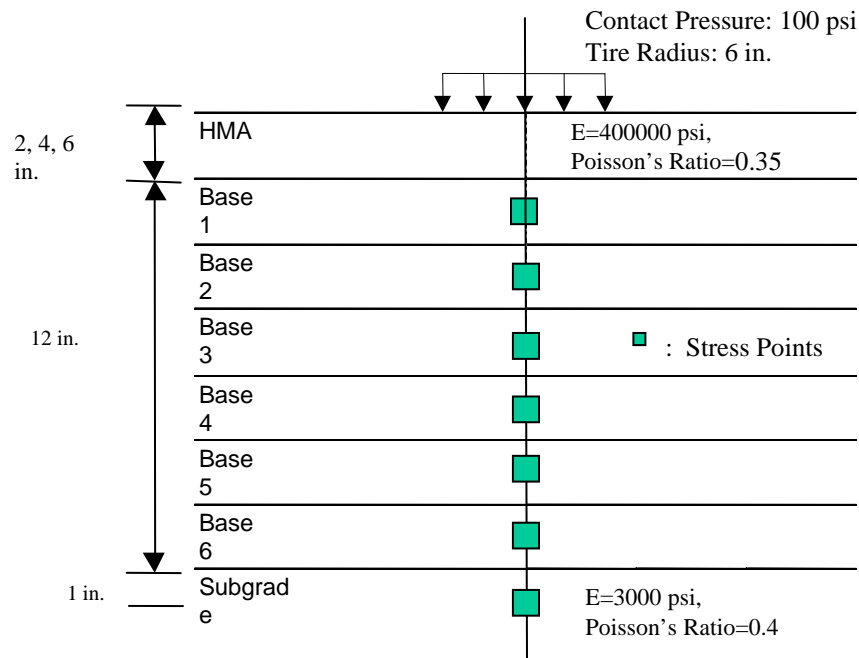 Contact Pressure: 100 psi
Tire Radius: 6 in.
2, 4, 6
in.
HMA
E=400000 psi,
Poisson's Ratio=0.35
Base
1
Base
2
12 in.
Base
3
: Stress Points
Base
4
Base
5
Base
6
1 in.
Subgrad
e
E=3000 psi,
Poisson's Ratio=0.4